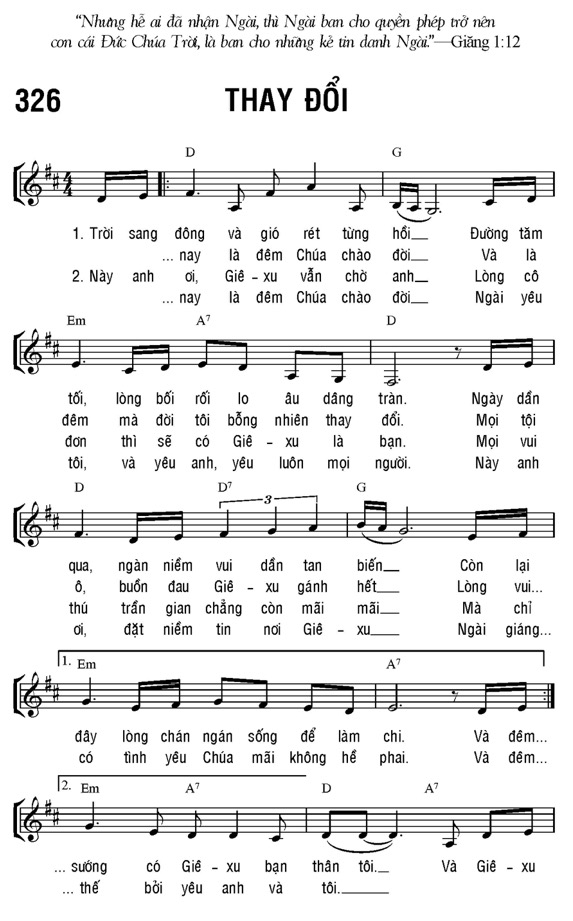 “Nhưng hễ ai đã nhận Ngài, thì Ngài ban cho quyền phép trở nên
con cái Đức Chúa Trời, là ban cho những kẻ tin danh Ngài.”—Giăng 1:12
326 THAY ĐỔI
D G
1. Trời sang đông và gió rét từng hồi__ Đường tăm
... nay là đêm Chúa chào đời__ Và là
2. Này anh ơi, Giê-xu vẫn chờ anh__ Lòng cô
... nay là đêm Chúa chào đời__ Ngài yêu
Em A7 D
tối, lòng bối rối lo âu dâng tràn. Ngày dần
đêm mà đời tôi bỗng nhiên thay đổi. Mọi tội
đơn thì sẽ có Giê-xu là bạn. Mọi vui
tôi, và yêu anh, yêu luôn mọi người. Này anh
D D7 3 G
qua, ngàn niềm vui dần tan biến__ Còn lại
ô, buồn đau Giê-xu gánh hết__ Lòng vui...
thú trần gian chẳng còn mãi mãi__ Mà chỉ
ơi, đặt niềm tin nơi Giê-xu__ Ngài giáng...
1. Em A7
đây lòng chán ngán sống để làm chi. Và đêm...
có tình yêu Chúa mãi không hề phai. Và đêm...
2. Em A7 D A7
... sướng có Giê-xu bạn thân tôi.__ Và Giê-xu
... thế bởi yêu anh và tôi.__